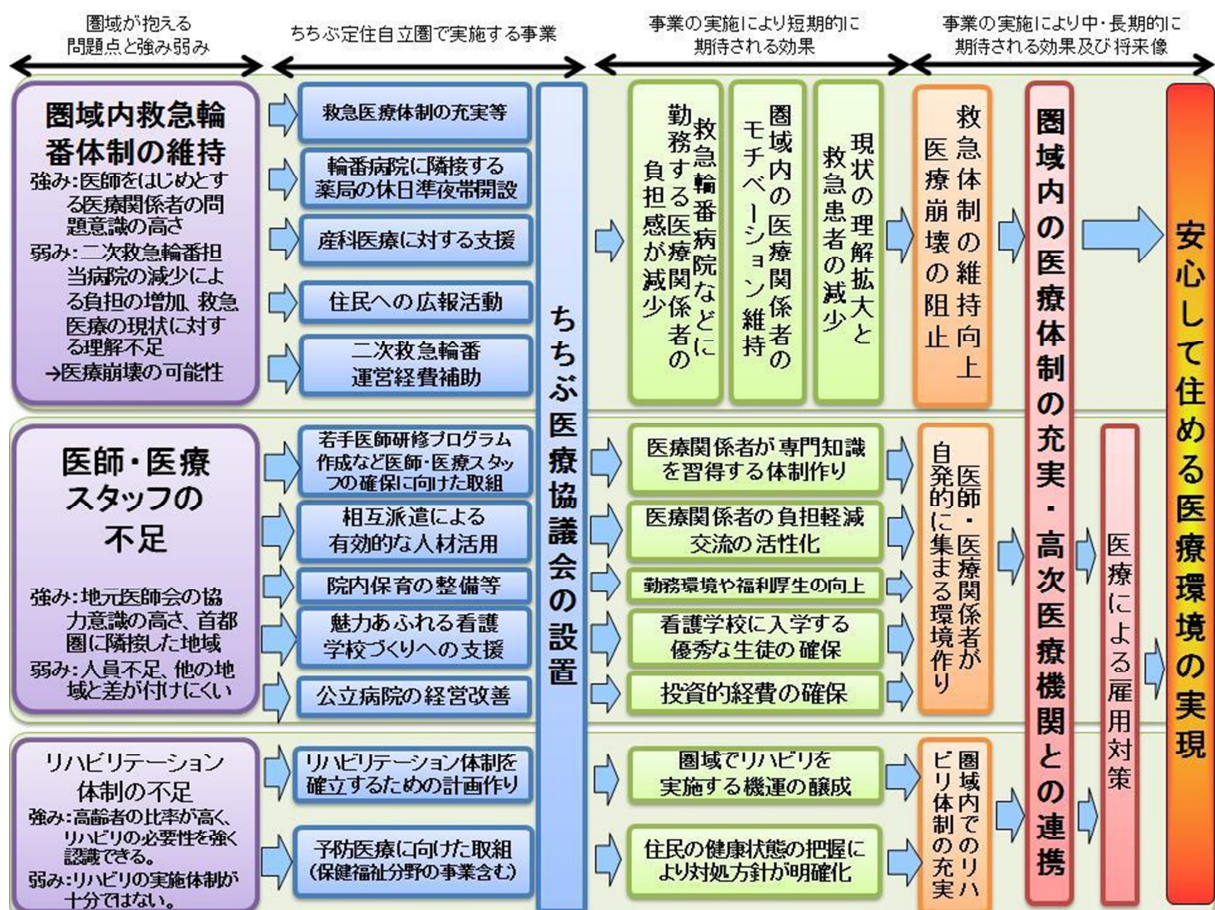 圏域が抱える
問題点と強み弱み
ちちぶ定住自立圏で実施する事業
事業の実施により短期的に
期待される効果
事業の実施により中・長期的に
期待される効果及び将来像
圏域内救急輪
番体制の維持
強み:医師をはじめとす
る医療関係者の問
題意識の高さ
弱み:二次救急輪番担
当病院の減少によ
る負担の増加、救急
医療の現状に対す
る理解不足
→医療崩壊の可能性
救急医療体制の充実等
輪番病院に隣接する
薬局の休日準夜帯開設
産科医療に対する支援
住民への広報活動
二次救急輪番
運営経費補助
ちちぶ医療協議会の設置
救急輪番病院などに
勤務する医療関係者の
負担感が減少
圏域内の医療関係者の
モチベーション維持
現状の理解拡大と
救急患者の減少
救急体制の維持向上
医療崩壊の阻止
圏域内の医療体制の充実・高次医療機関との連携
安心して住める医療環境の実現
医師・医療
スタッフの
不足
強み:地元医師会の協
力意識の高さ、首都
圏に隣接した地域
弱み:人員不足、他の地
域と差が付けにくい
若手医師研修プログラム
作成など医師・医療スタッ
フの確保に向けた取組
相互派遣による
有効的な人材活用
院内保育の整備等
魅力あふれる看護
学校づくりへの支援
公立病院の経営改善
医療関係者が専門知識
を習得する体制作り
医療関係者の負担軽減
交流の活性化
勤務環境や福利厚生の向上
看護学校に入学する
優秀な生徒の確保
投資的経費の確保
医師・医療関係者が
自発的に集まる環境作り
医療による雇用対策
リハビリテーション
体制の不足
強み:高齢者の比率が高く、
リハビリの必要性を強く
認識できる。
弱み:リハビリの実施体制が
十分ではない。
リハビリテーション体制を
確立するための計画作り
予防医療に向けた取組
(保健福祉分野の事業含む)
圏域でリハビリを
実施する機運の醸成
住民の健康状態の把握に
より対処方針が明確化
圏域内でのリハ
ビリ体制の充実